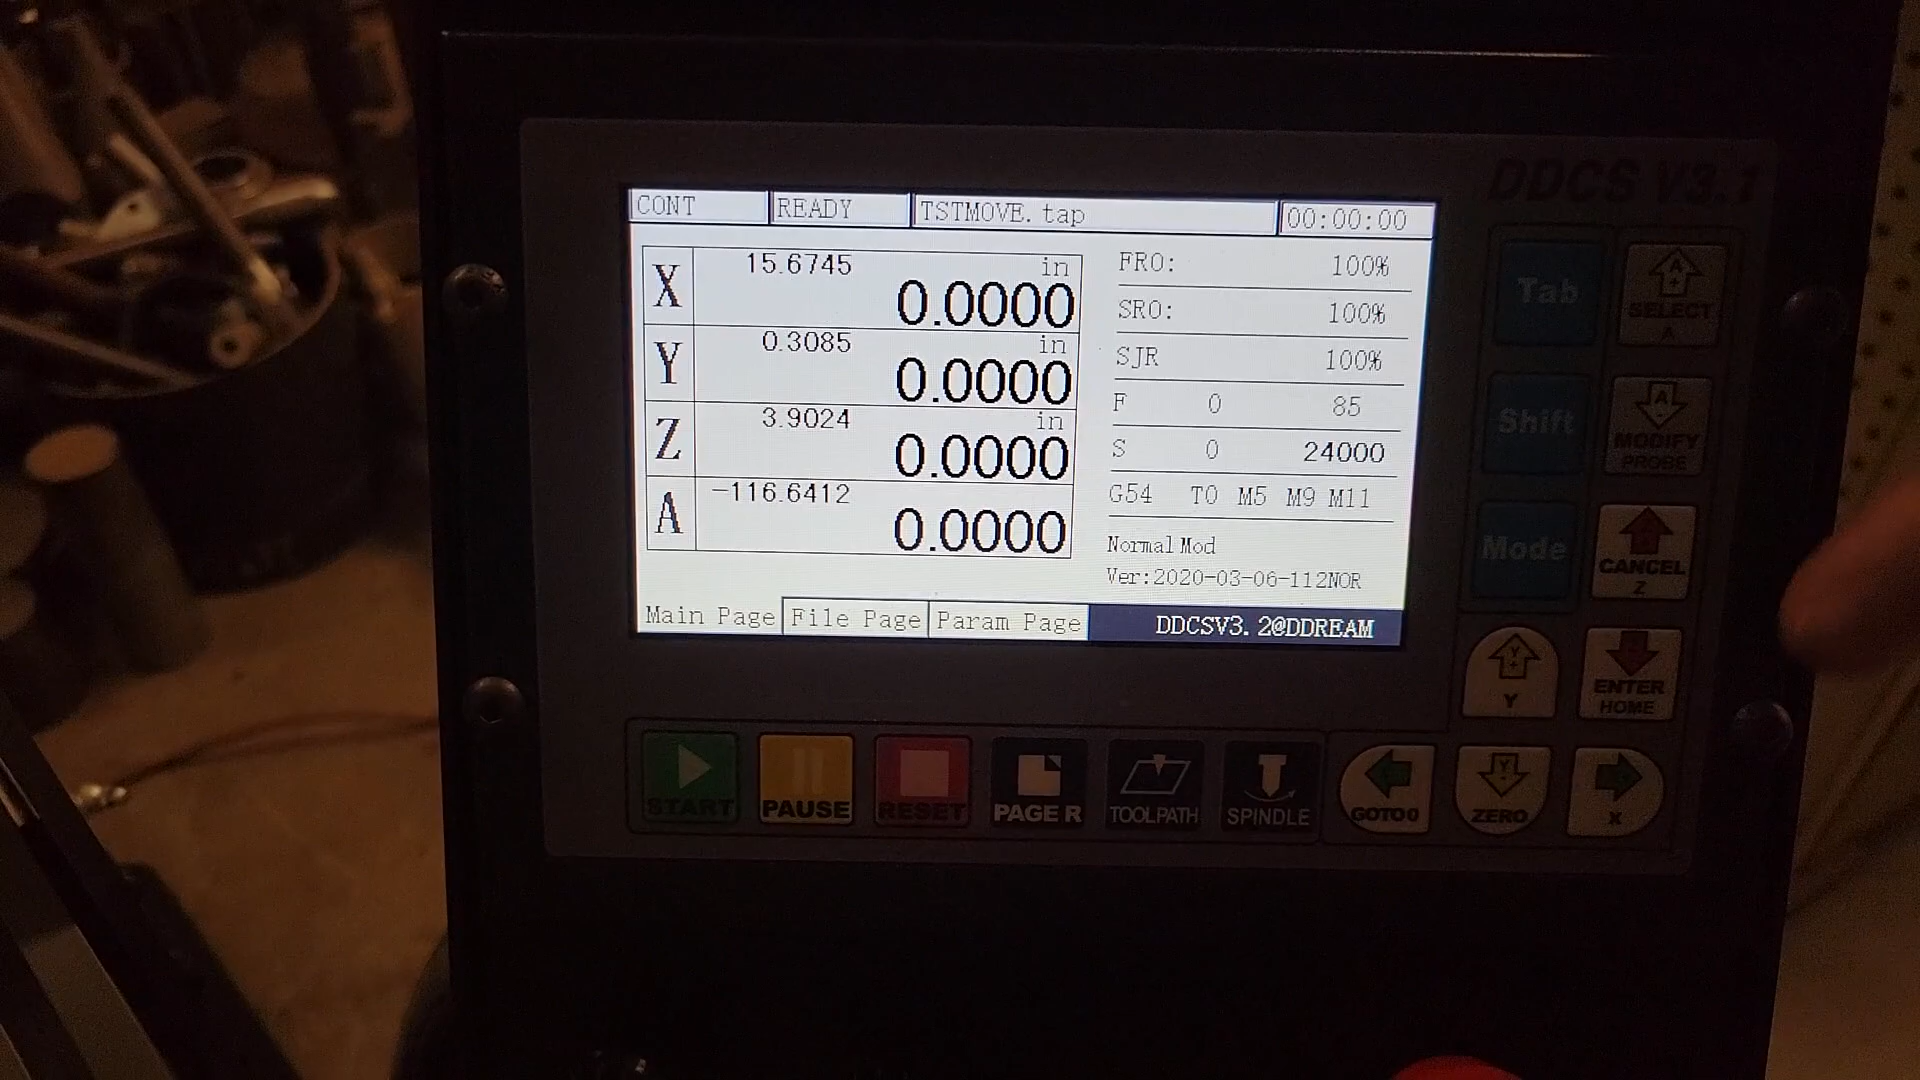 DDCS V3.1
CONT READY TSTMOVE.tap 00:00:00
X 15.6745 in 0.0000
Y 0.3085 in 0.0000
Z 3.9024 in 0.0000
A -116.6412 0.0000
FRO: 100%
SRO: 100%
SJR 100%
F 0 85
S 0 24000
G54 T0 M5 M9 M11
Normal Mod
Ver:2020-03-06-112NOR
Main Page File Page Param Page DDCSV3.2@DDREAM
Tab
A+ SELECT A
Shift
A- MODIFY PROBE
Mode
CANCEL Z
Y+ Y
ENTER HOME
START PAUSE RESET PAGE R TOOLPATH SPINDLE GOTO0 Y- ZERO X